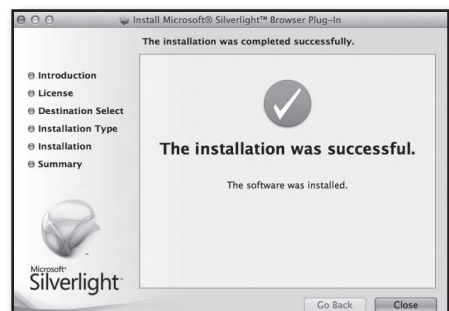 Install Microsoft® Silverlight™ Browser Plug-In
The installation was completed successfully.
Introduction
License
Destination Select
Installation Type
Installation
Summary
The installation was successful.
The software was installed.
Microsoft®
Silverlight™
Go Back
Close